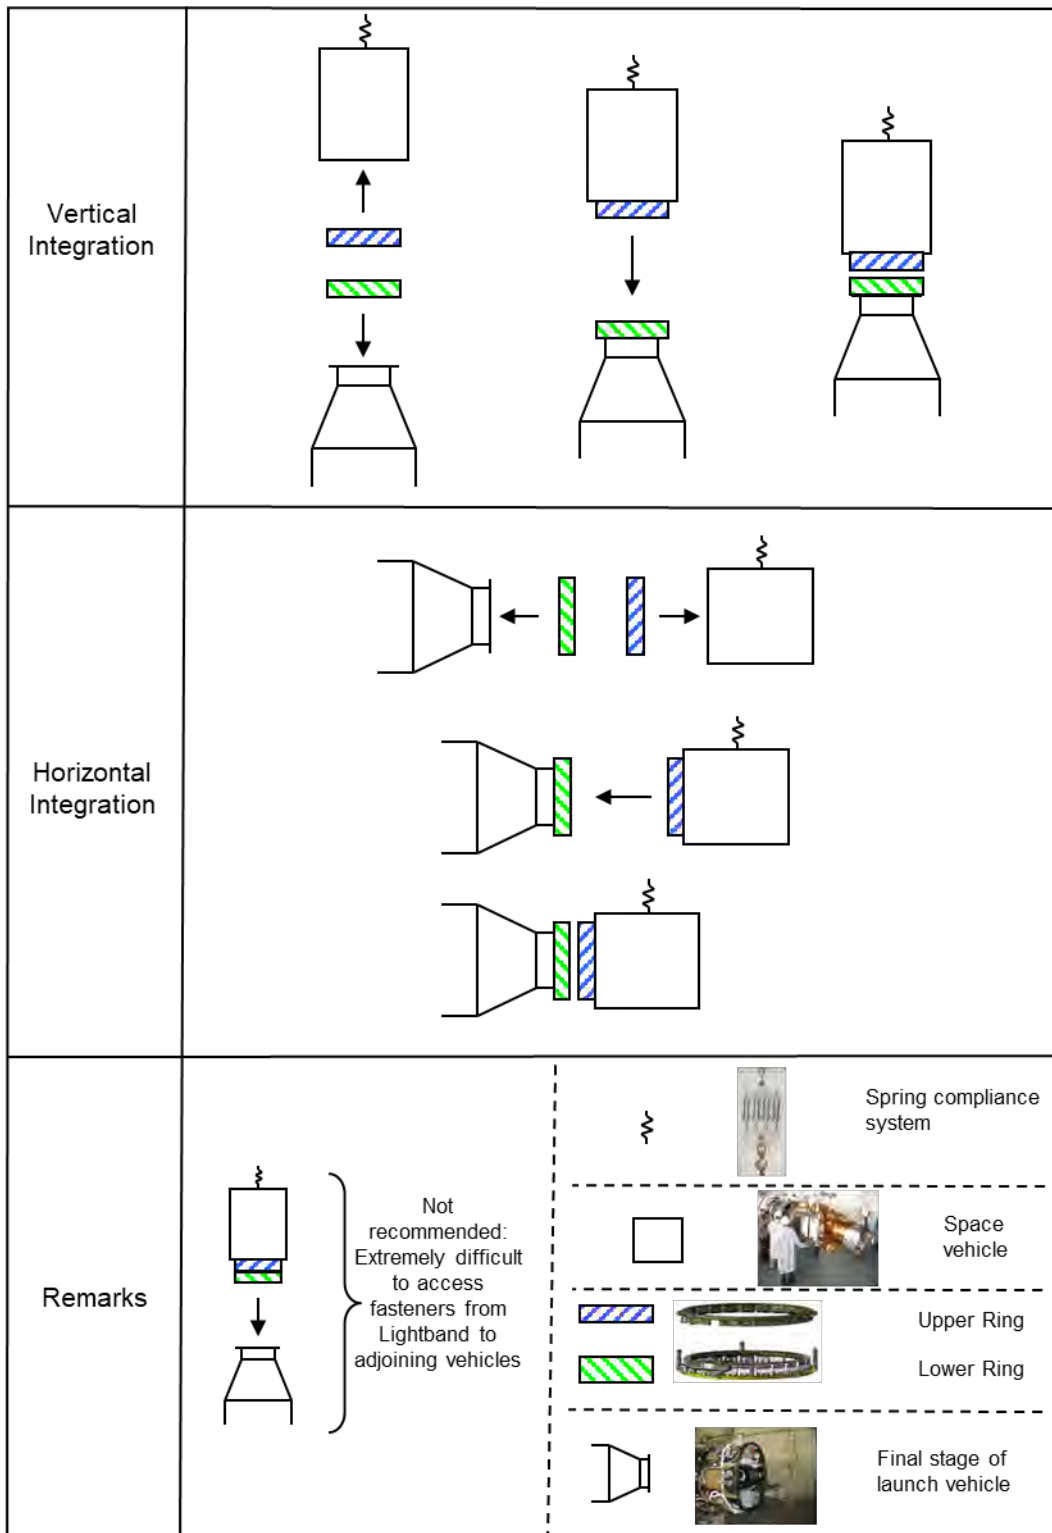 Vertical
Integration
Horizontal
Integration
Remarks
Not
recommended:
Extremely difficult
to access
fasteners from
Lightband to
adjoining vehicles
Spring compliance
system
Space
vehicle
Upper Ring
Lower Ring
Final stage of
launch vehicle